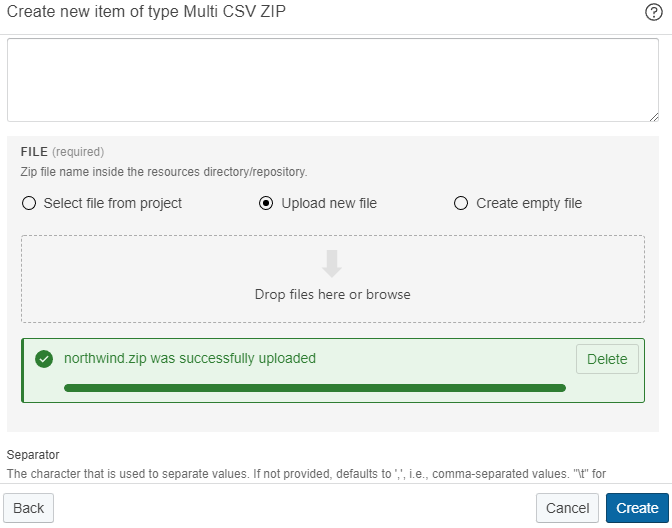 Create new item of type Multi CSV ZIP
FILE (required)
Zip file name inside the resources directory/repository.
Select file from project
Upload new file
Create empty file
Drop files here or browse
northwind.zip was successfully uploaded
Delete
Separator
The character that is used to separate values. If not provided, defaults to ',', i.e., comma-separated values. "\t" for
Back
Cancel
Create